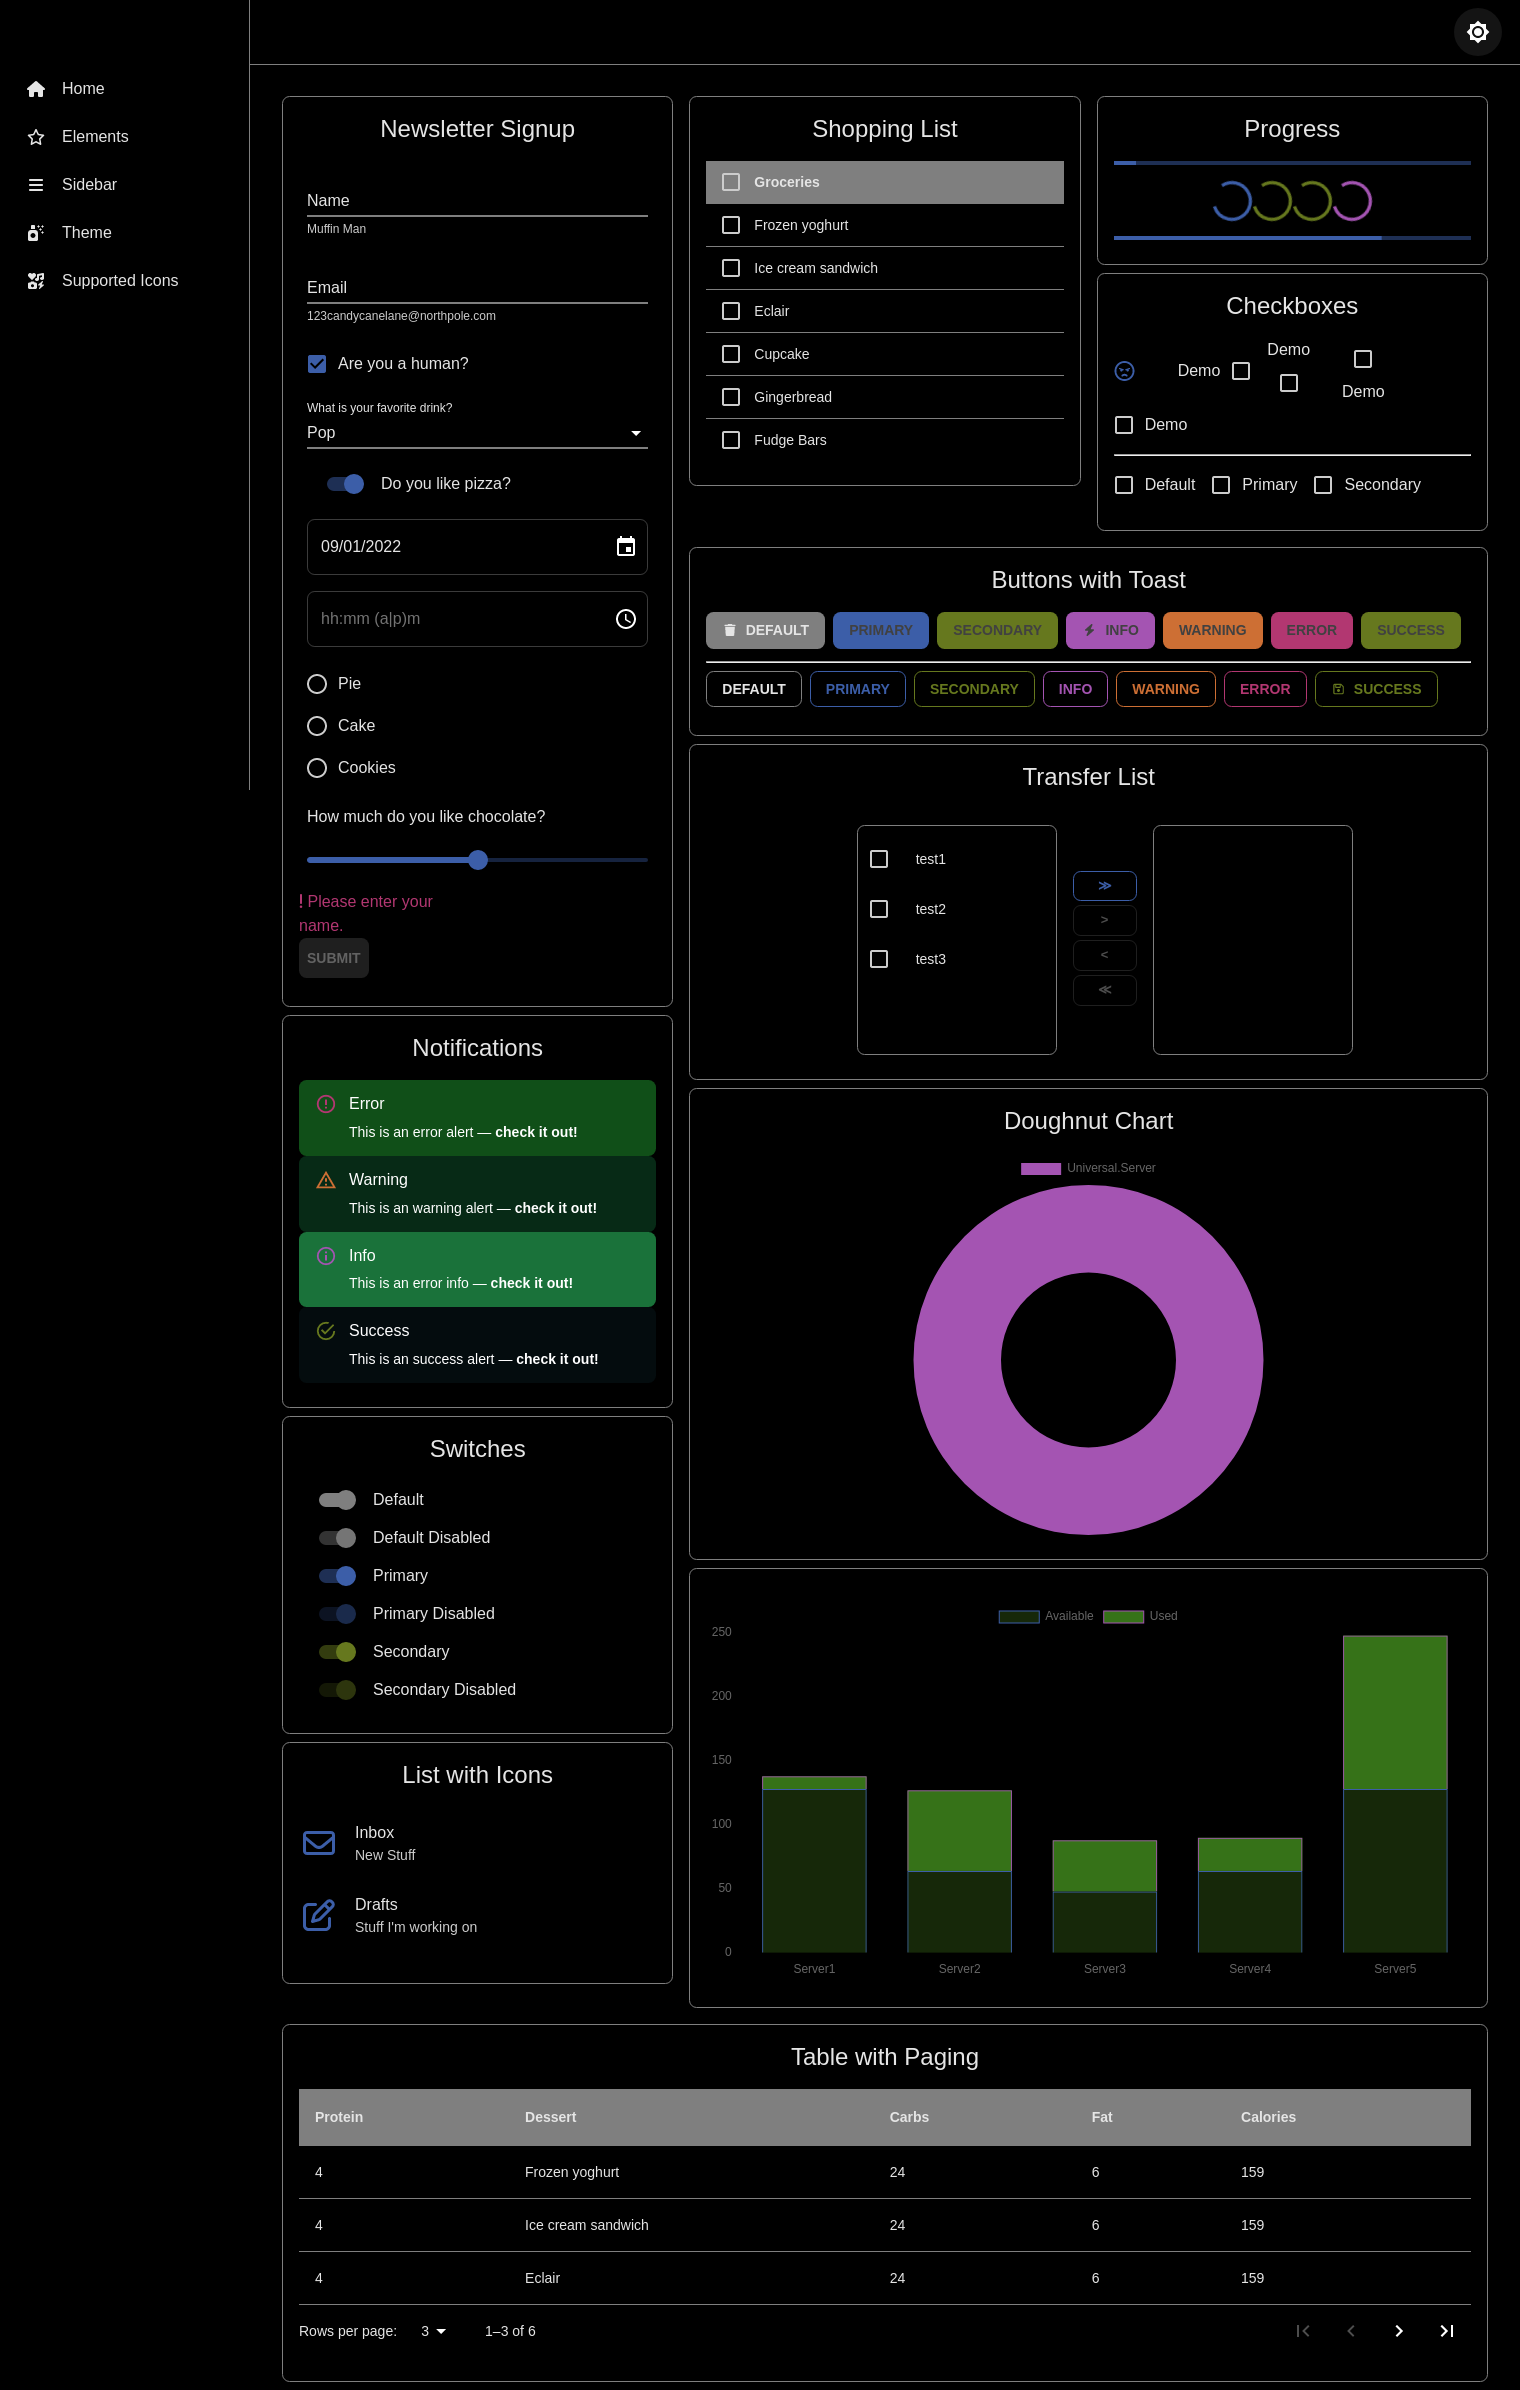 Home
Elements
Sidebar
Theme
Supported Icons
Newsletter Signup
Name
Muffin Man
Email
123candycanelane@northpole.com
Are you a human?
What is your favorite drink?
Pop
Do you like pizza?
09/01/2022
hh:mm (a|p)m
Pie
Cake
Cookies
How much do you like chocolate?
! Please enter your
name.
SUBMIT
Notifications
Error
This is an error alert — check it out!
Warning
This is an warning alert — check it out!
Info
This is an error info — check it out!
Success
This is an success alert — check it out!
Switches
Default
Default Disabled
Primary
Primary Disabled
Secondary
Secondary Disabled
List with Icons
Inbox
New Stuff
Drafts
Stuff I'm working on
Shopping List
Groceries
Frozen yoghurt
Ice cream sandwich
Eclair
Cupcake
Gingerbread
Fudge Bars
Progress
Checkboxes
Demo
Demo
Demo
Demo
Default Primary Secondary
Buttons with Toast
DEFAULT PRIMARY SECONDARY INFO WARNING ERROR SUCCESS
DEFAULT PRIMARY SECONDARY INFO WARNING ERROR SUCCESS
Transfer List
test1
test2
test3
≫
>
<
≪
Doughnut Chart
Universal.Server
Available Used
250
200
150
100
50
0
Server1 Server2 Server3 Server4 Server5
Table with Paging
Protein Dessert Carbs Fat Calories
4 Frozen yoghurt 24 6 159
4 Ice cream sandwich 24 6 159
4 Eclair 24 6 159
Rows per page: 3 1–3 of 6